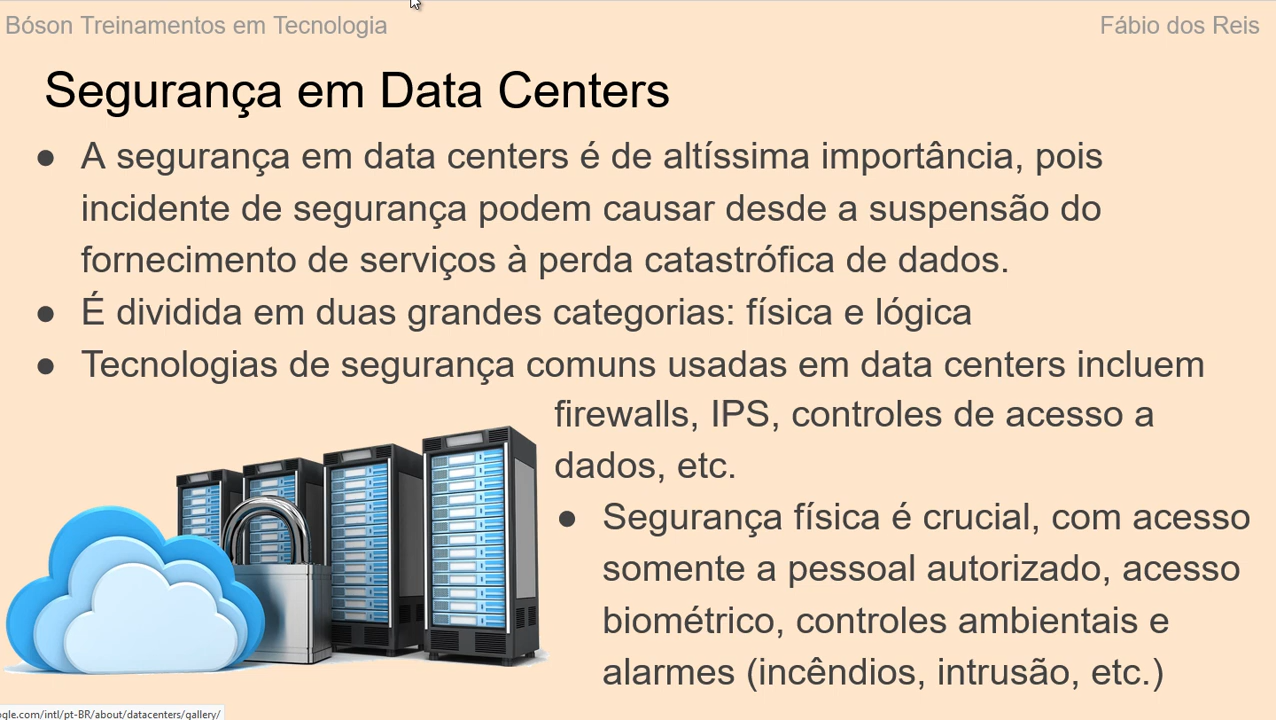 Bóson Treinamentos em Tecnologia
Fábio dos Reis
Segurança em Data Centers
● A segurança em data centers é de altíssima importância, pois
incidente de segurança podem causar desde a suspensão do
fornecimento de serviços à perda catastrófica de dados.
● É dividida em duas grandes categorias: física e lógica
● Tecnologias de segurança comuns usadas em data centers incluem
firewalls, IPS, controles de acesso a
dados, etc.
● Segurança física é crucial, com acesso
somente a pessoal autorizado, acesso
biométrico, controles ambientais e
alarmes (incêndios, intrusão, etc.)
ogle.com/intl/pt-BR/about/datacenters/gallery/